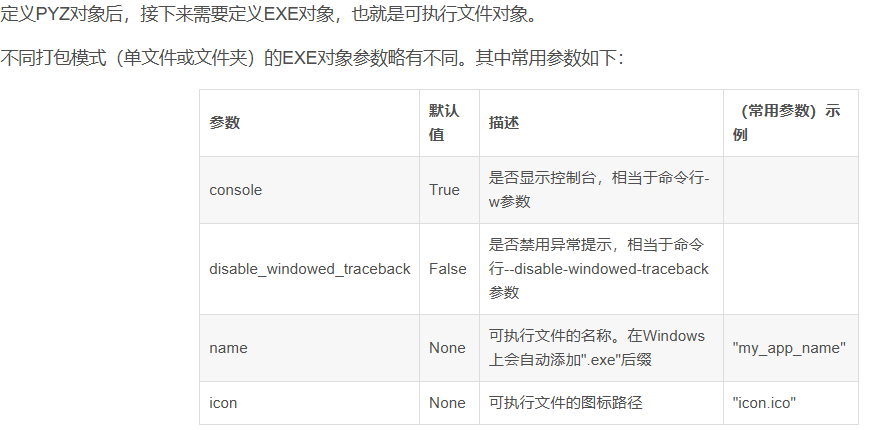 定义PYZ对象后，接下来需要定义EXE对象，也就是可执行文件对象。
不同打包模式（单文件或文件夹）的EXE对象参数略有不同。其中常用参数如下：
参数
默认
值
描述
（常用参数）示
例
console
True
是否显示控制台，相当于命令行-
w参数
disable_windowed_traceback
False
是否禁用异常提示，相当于命令
行--disable-windowed-traceback
参数
name
None
可执行文件的名称。在Windows
上会自动添加".exe"后缀
"my_app_name"
icon
None
可执行文件的图标路径
"icon.ico"